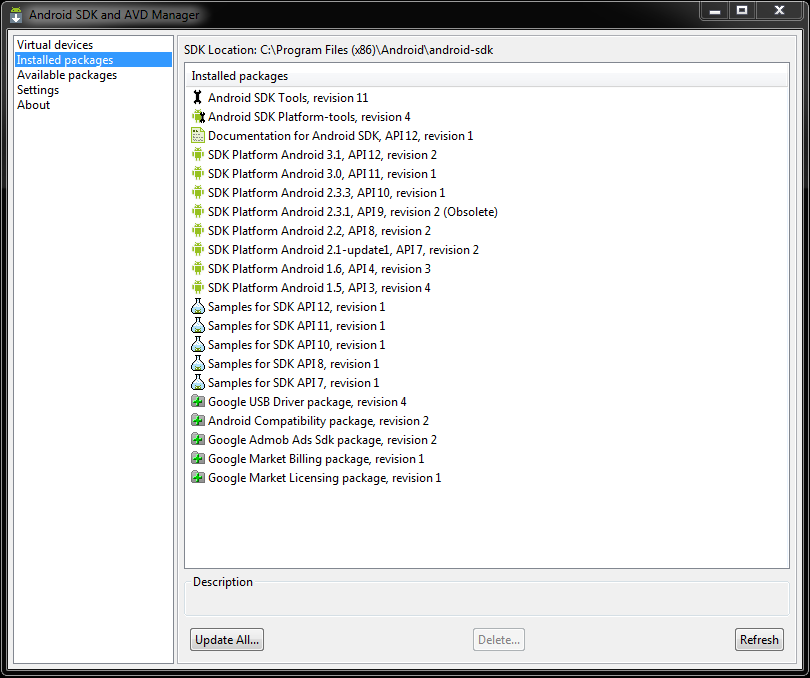 Android SDK and AVD Manager
Virtual devices
Installed packages
Available packages
Settings
About
SDK Location: C:\Program Files (x86)\Android\android-sdk
Installed packages
Android SDK Tools, revision 11
Android SDK Platform-tools, revision 4
Documentation for Android SDK, API 12, revision 1
SDK Platform Android 3.1, API 12, revision 2
SDK Platform Android 3.0, API 11, revision 1
SDK Platform Android 2.3.3, API 10, revision 1
SDK Platform Android 2.3.1, API 9, revision 2 (Obsolete)
SDK Platform Android 2.2, API 8, revision 2
SDK Platform Android 2.1-update1, API 7, revision 2
SDK Platform Android 1.6, API 4, revision 3
SDK Platform Android 1.5, API 3, revision 4
Samples for SDK API 12, revision 1
Samples for SDK API 11, revision 1
Samples for SDK API 10, revision 1
Samples for SDK API 8, revision 1
Samples for SDK API 7, revision 1
Google USB Driver package, revision 4
Android Compatibility package, revision 2
Google Admob Ads Sdk package, revision 2
Google Market Billing package, revision 1
Google Market Licensing package, revision 1
Description
Update All...
Delete...
Refresh